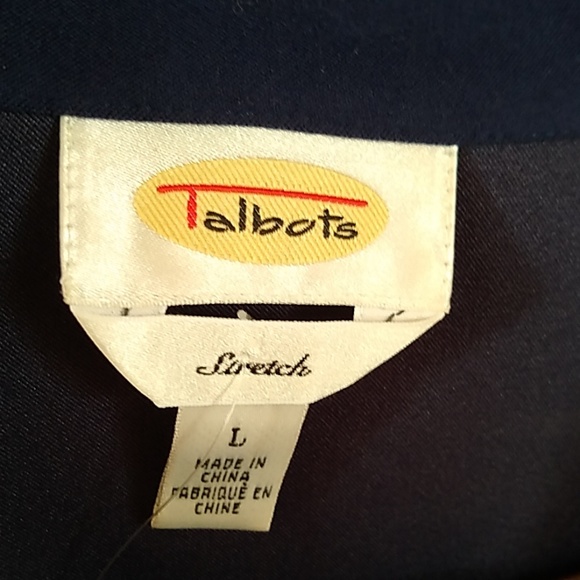 Talbots
Stretch
L
MADE IN
CHINA
FABRIQUÉ EN
CHINE